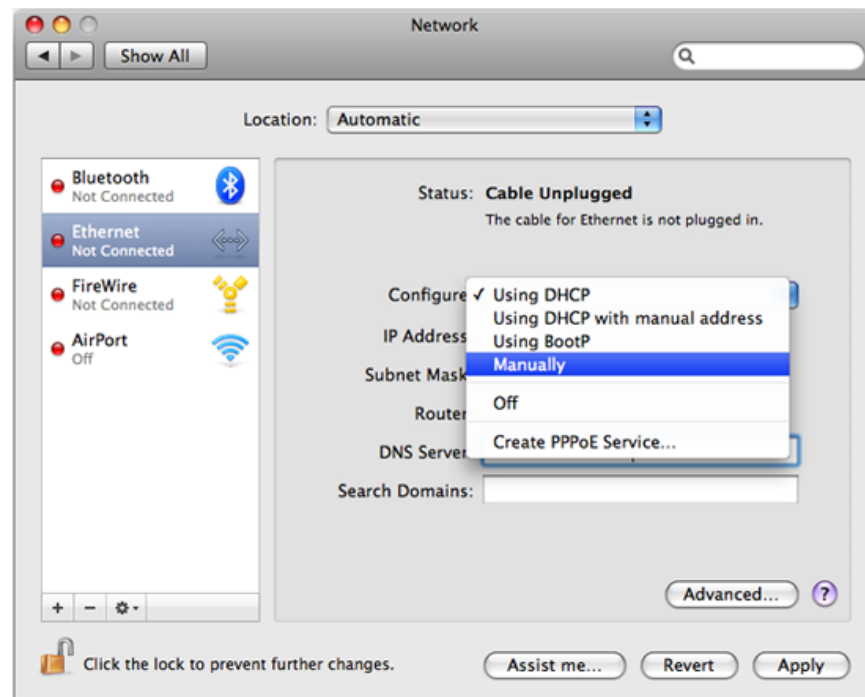 Network
Show All
Location: Automatic
Bluetooth
Not Connected
Ethernet
Not Connected
FireWire
Not Connected
AirPort
Off
Status: Cable Unplugged
The cable for Ethernet is not plugged in.
Configure ✓ Using DHCP
Using DHCP with manual address
IP Address
Using BootP
Manually
Subnet Mask
Off
Router
Create PPPoE Service...
DNS Server
Search Domains:
Advanced... ?
Click the lock to prevent further changes.
Assist me... Revert Apply